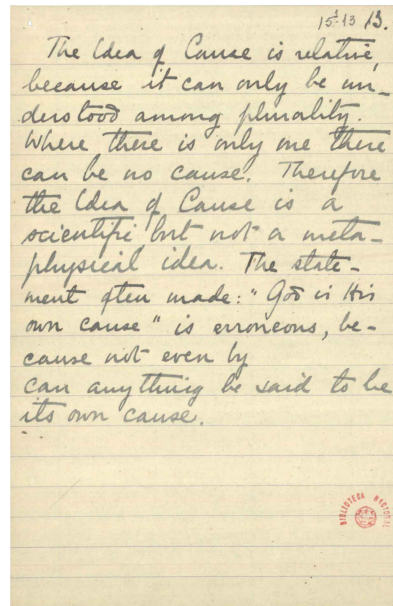 15¹-13 13.
The Idea of Cause is relative,
because it can only be un-
derstood among plurality.
Where there is only one there
can be no cause. Therefore
the Idea of Cause is a
scientific but not a meta-
physical idea. The state-
ment often made: "God is His
own cause" is erroneous, be-
cause not even by
can anything be said to be
its own cause.
BIBLIOTECA NACIONAL